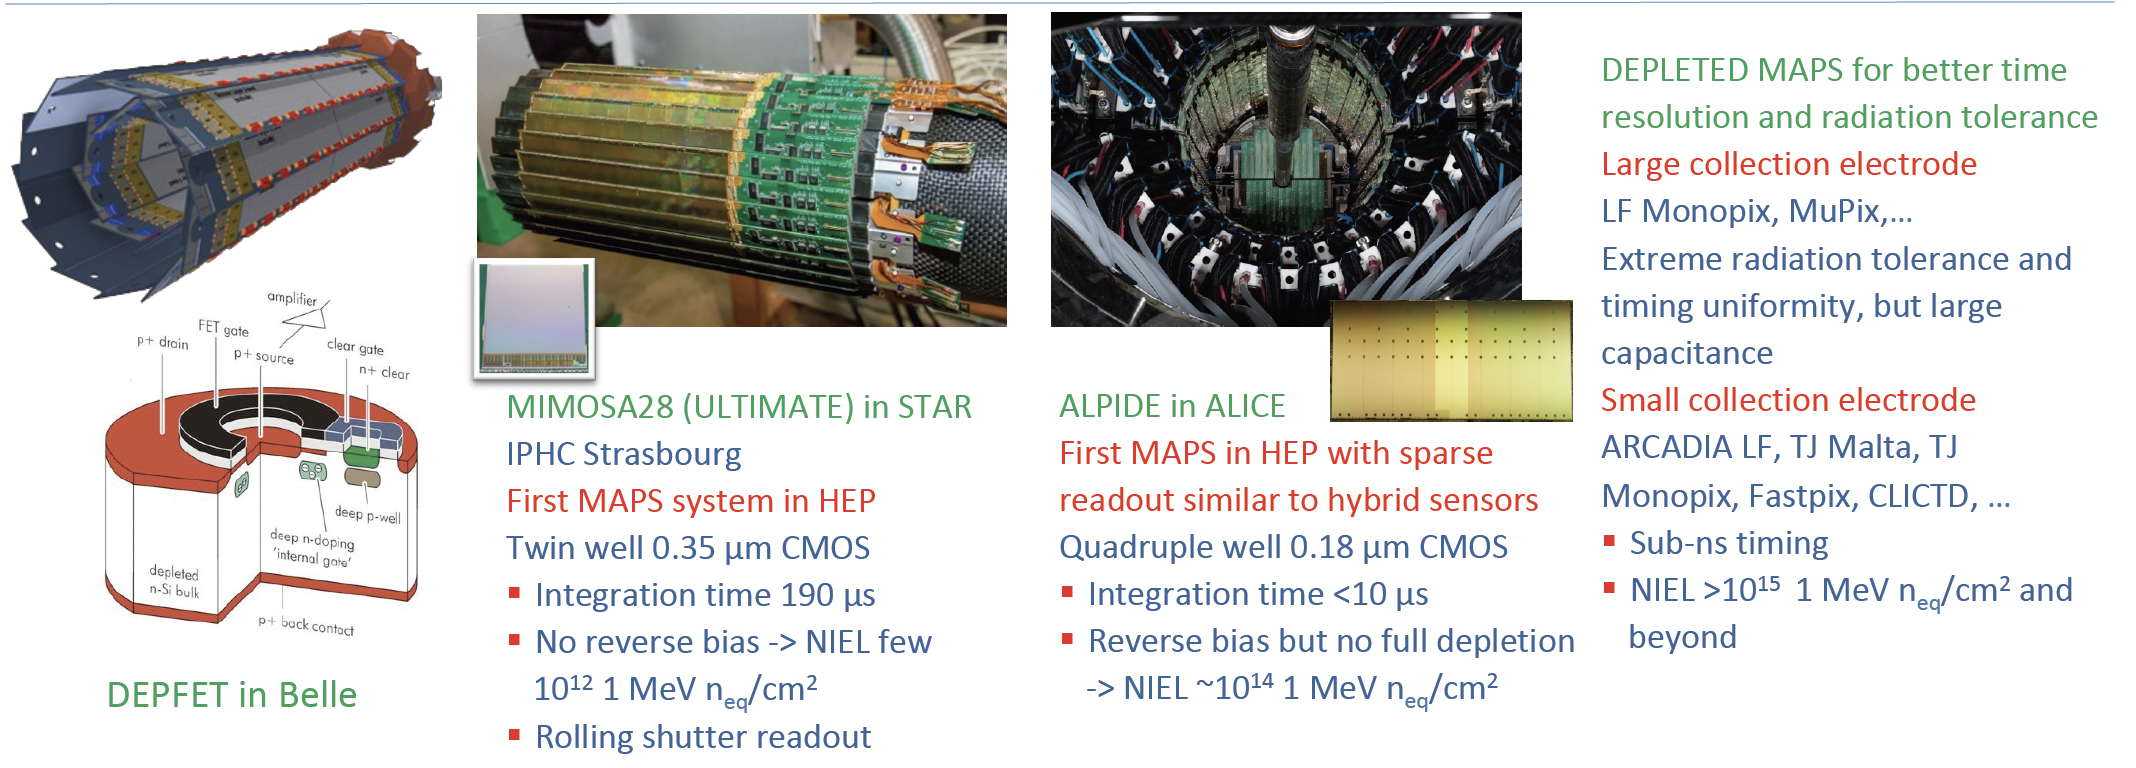 amplifier
FET gate
p+ drain
p+ source
clear gate
n+ clear
deep p-well
deep n-doping
'internal gate'
depleted
n-Si bulk
p+ back contact
DEPFET in Belle
MIMOSA28 (ULTIMATE) in STAR
IPHC Strasbourg
First MAPS system in HEP
Twin well 0.35 µm CMOS
▪ Integration time 190 µs
▪ No reverse bias -> NIEL few
10¹² 1 MeV neq/cm²
▪ Rolling shutter readout
ALPIDE in ALICE
First MAPS in HEP with sparse
readout similar to hybrid sensors
Quadruple well 0.18 µm CMOS
▪ Integration time <10 µs
▪ Reverse bias but no full depletion
-> NIEL ~10¹⁴ 1 MeV neq/cm²
DEPLETED MAPS for better time
resolution and radiation tolerance
Large collection electrode
LF Monopix, MuPix,...
Extreme radiation tolerance and
timing uniformity, but large
capacitance
Small collection electrode
ARCADIA LF, TJ Malta, TJ
Monopix, Fastpix, CLICTD, ...
▪ Sub-ns timing
▪ NIEL >10¹⁵ 1 MeV neq/cm² and
beyond